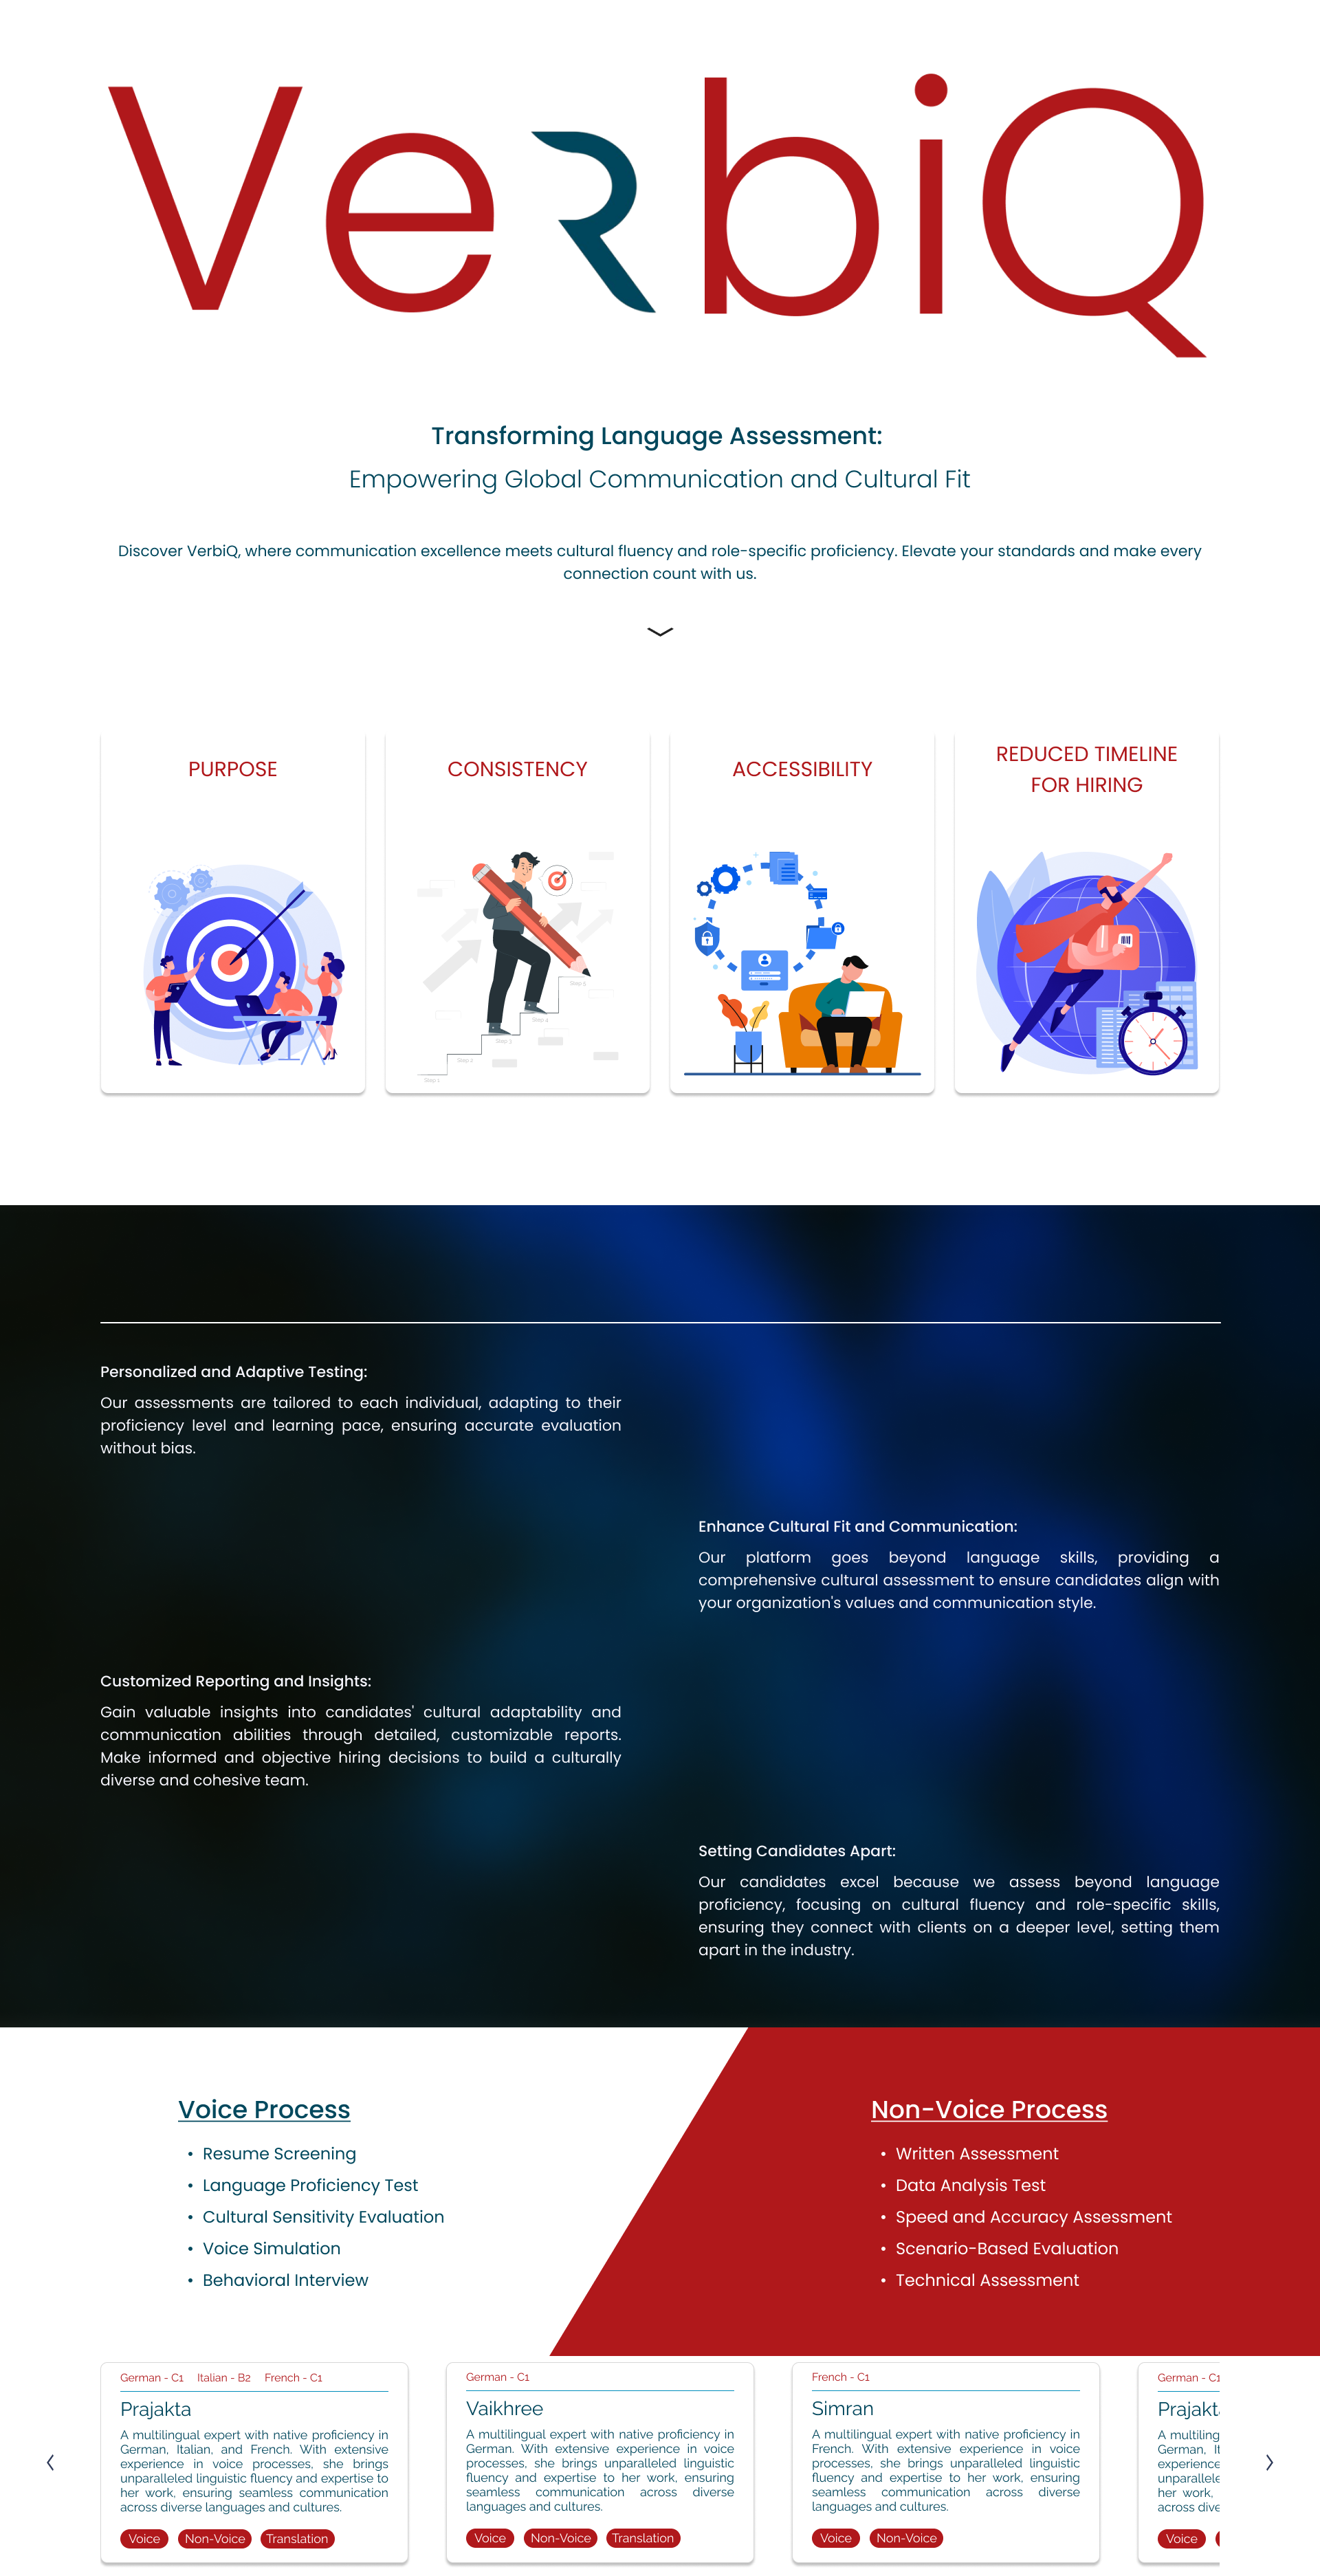 VerbiQ
Transforming Language Assessment:
Empowering Global Communication and Cultural Fit
Discover VerbiQ, where communication excellence meets cultural fluency and role-specific proficiency. Elevate your standards and make every
connection count with us.
PURPOSE
CONSISTENCY
ACCESSIBILITY
REDUCED TIMELINE
FOR HIRING
Step 5
Step 4
Step 3
Step 2
Step 1
Personalized and Adaptive Testing:
Our assessments are tailored to each individual, adapting to their
proficiency level and learning pace, ensuring accurate evaluation
without bias.
Enhance Cultural Fit and Communication:
Our platform goes beyond language skills, providing a
comprehensive cultural assessment to ensure candidates align with
your organization's values and communication style.
Customized Reporting and Insights:
Gain valuable insights into candidates' cultural adaptability and
communication abilities through detailed, customizable reports.
Make informed and objective hiring decisions to build a culturally
diverse and cohesive team.
Setting Candidates Apart:
Our candidates excel because we assess beyond language
proficiency, focusing on cultural fluency and role-specific skills,
ensuring they connect with clients on a deeper level, setting them
apart in the industry.
Voice Process
• Resume Screening
• Language Proficiency Test
• Cultural Sensitivity Evaluation
• Voice Simulation
• Behavioral Interview
Non-Voice Process
• Written Assessment
• Data Analysis Test
• Speed and Accuracy Assessment
• Scenario-Based Evaluation
• Technical Assessment
German - C1 Italian - B2 French - C1
Prajakta
A multilingual expert with native proficiency in
German, Italian, and French. With extensive
experience in voice processes, she brings
unparalleled linguistic fluency and expertise to
her work, ensuring seamless communication
across diverse languages and cultures.
Voice Non-Voice Translation
German - C1
Vaikhree
A multilingual expert with native proficiency in
German. With extensive experience in voice
processes, she brings unparalleled linguistic
fluency and expertise to her work, ensuring
seamless communication across diverse
languages and cultures.
Voice Non-Voice Translation
French - C1
Simran
A multilingual expert with native proficiency in
French. With extensive experience in voice
processes, she brings unparalleled linguistic
fluency and expertise to her work, ensuring
seamless communication across diverse
languages and cultures.
Voice Non-Voice
German - C1
Prajakt
A multiling
German, It
experience
unparallele
her work,
across dive
Voice